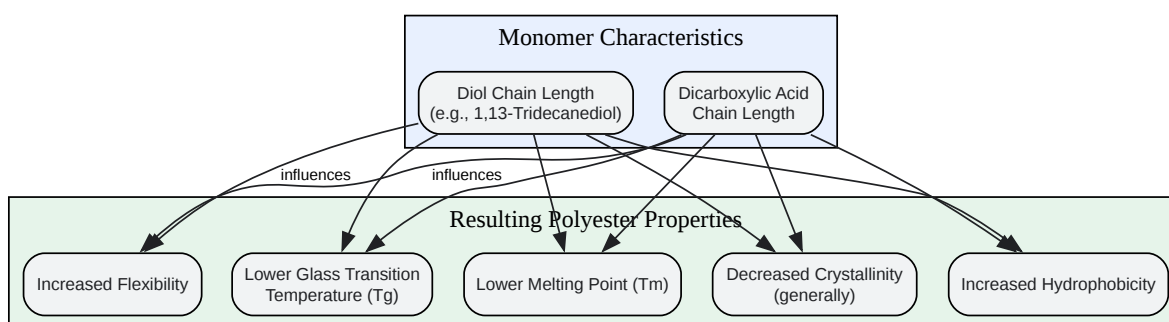 Monomer Characteristics
Diol Chain Length
(e.g., 1,13-Tridecanediol)
Dicarboxylic Acid
Chain Length
influences
influences
Resulting Polyester Properties
Increased Flexibility
Lower Glass Transition
Temperature (Tg)
Lower Melting Point (Tm)
Decreased Crystallinity
(generally)
Increased Hydrophobicity